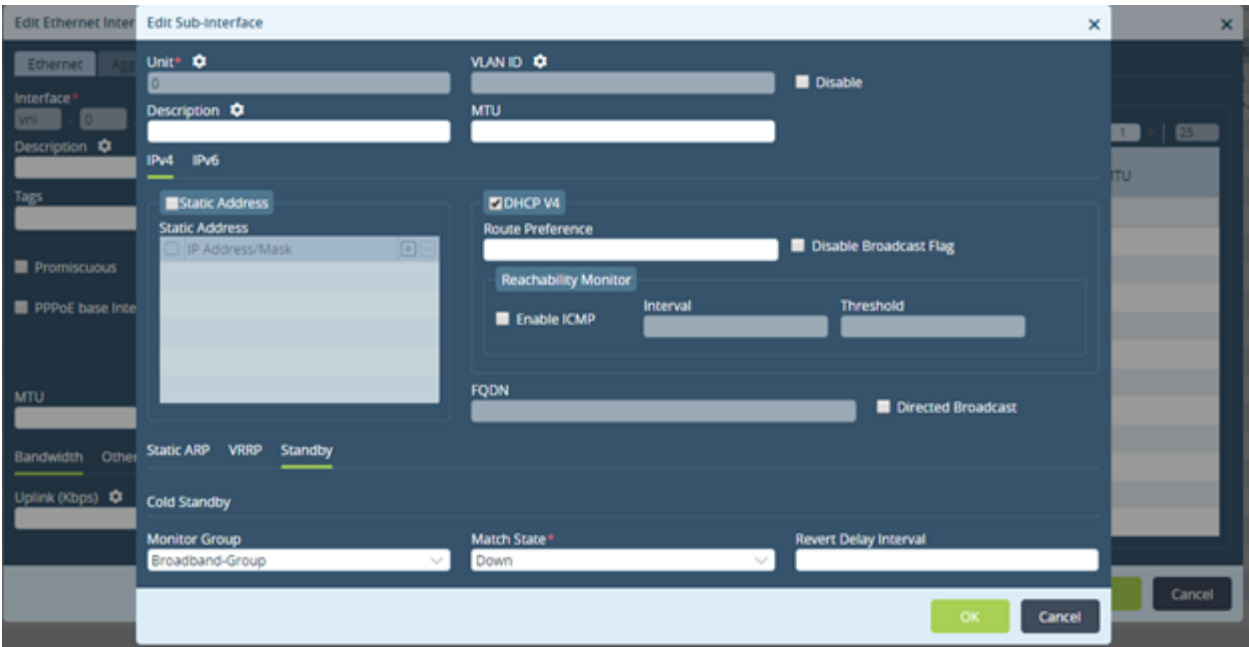 Edit Ethernet Inter
Edit Sub-interface
Ethernet
Interface*
vni - 0
Description
Tags
Promiscuous
PPPoE base Inte
MTU
Bandwidth Other
Uplink (Kbps)
Unit*
VLAN ID
0
Disable
Description
MTU
IPv4 IPv6
Static Address
Static Address
IP Address/Mask
DHCP V4
Route Preference
Disable Broadcast Flag
Reachability Monitor
Enable ICMP
Interval
Threshold
FQDN
Directed Broadcast
Static ARP VRRP Standby
Cold Standby
Monitor Group
Match State*
Revert Delay Interval
Broadband-Group
Down
OK
Cancel
1
25
MTU
Cancel